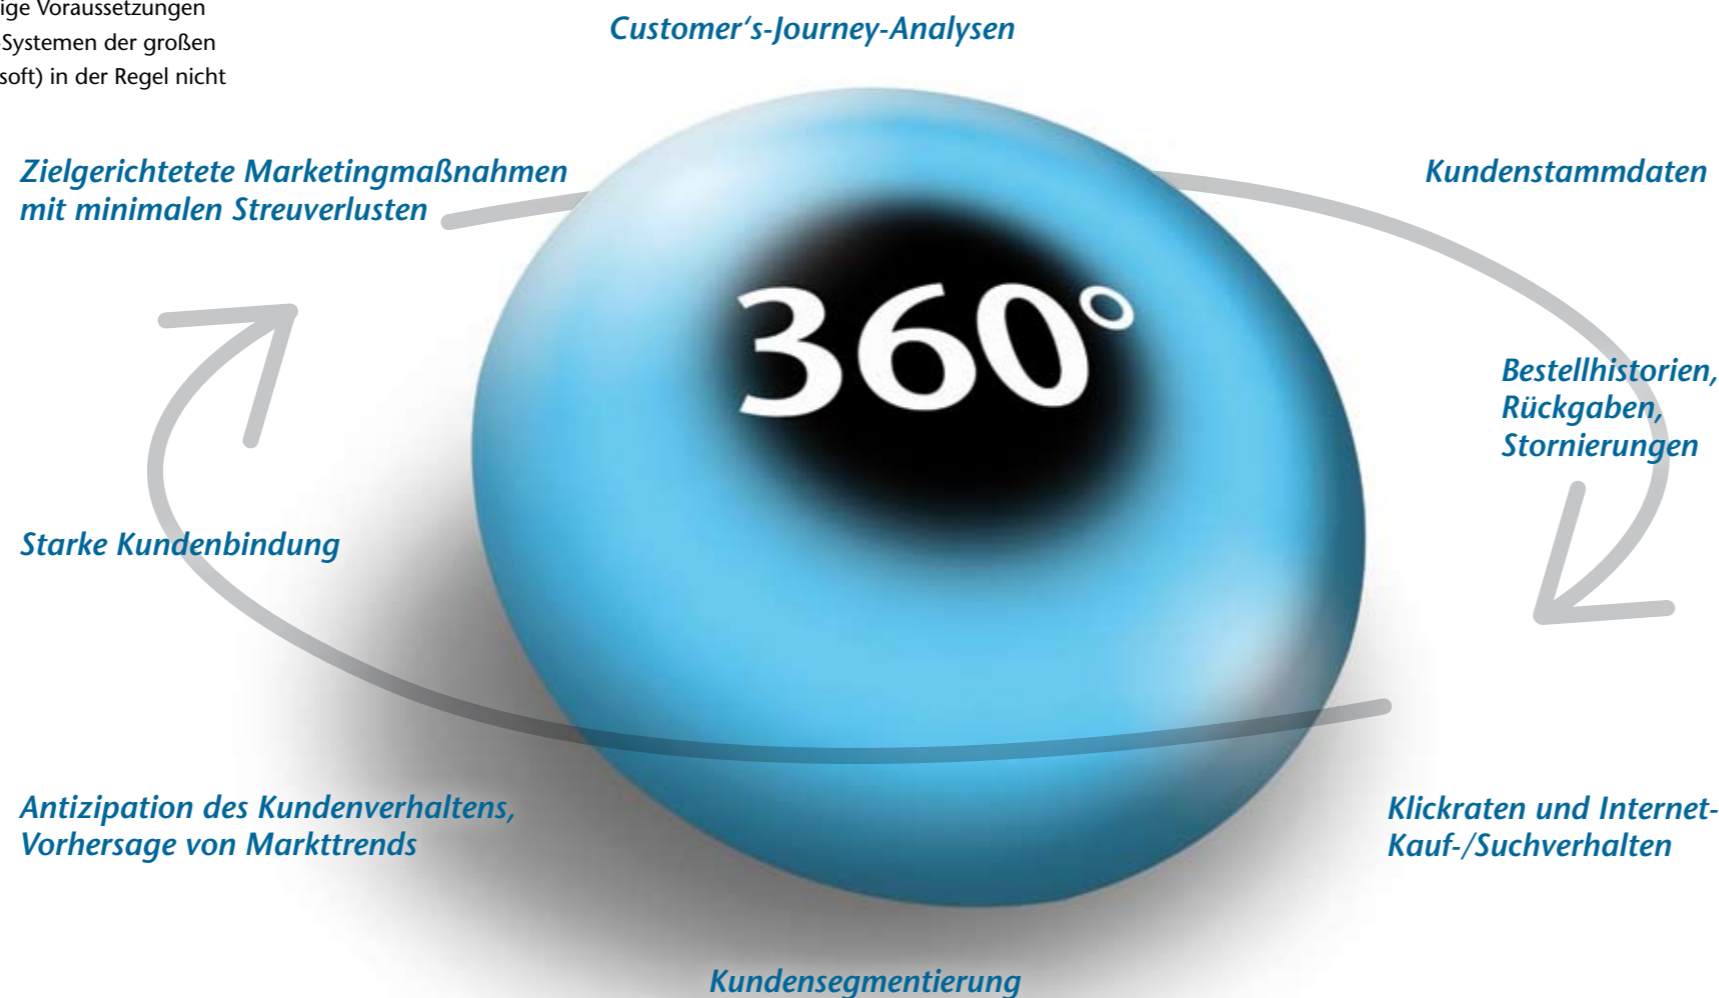 ige Voraussetzungen
-Systemen der großen
soft) in der Regel nicht
Customer‘s-Journey-Analysen
Zielgerichtetete Marketingmaßnahmen
mit minimalen Streuverlusten
Kundenstammdaten
360°
Bestellhistorien,
Rückgaben,
Stornierungen
Starke Kundenbindung
Antizipation des Kundenverhaltens,
Vorhersage von Markttrends
Klickraten und Internet-
Kauf-/Suchverhalten
Kundensegmentierung